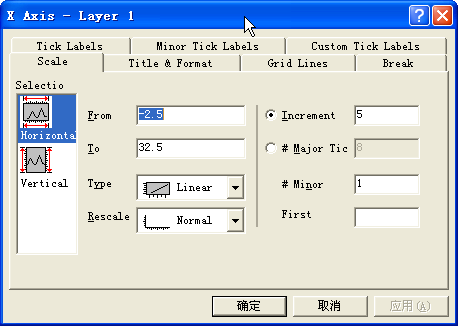 X Axis - Layer 1
Tick Labels
Minor Tick Labels
Custom Tick Labels
Scale
Title & Format
Grid Lines
Break
Selectio
Horizonta
Vertical
From
-2.5
To
32.5
Type
Linear
Rescale
Normal
Increment
5
# Major Tic
8
# Minor
1
First
确定
取消
应用(A)